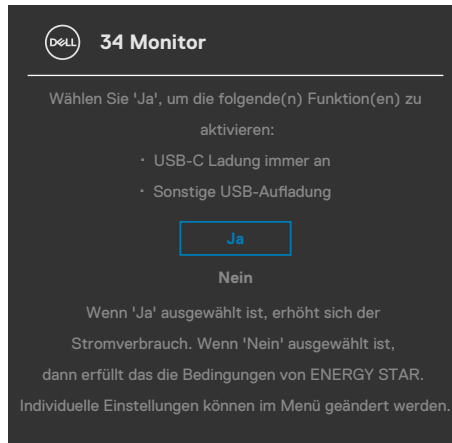 DELL 34 Monitor
Wählen Sie 'Ja', um die folgende(n) Funktion(en) zu
aktivieren:
· USB-C Ladung immer an
· Sonstige USB-Aufladung
Ja
Nein
Wenn 'Ja' ausgewählt ist, erhöht sich der
Stromverbrauch. Wenn 'Nein' ausgewählt ist,
dann erfüllt das die Bedingungen von ENERGY STAR.
Individuelle Einstellungen können im Menü geändert werden.